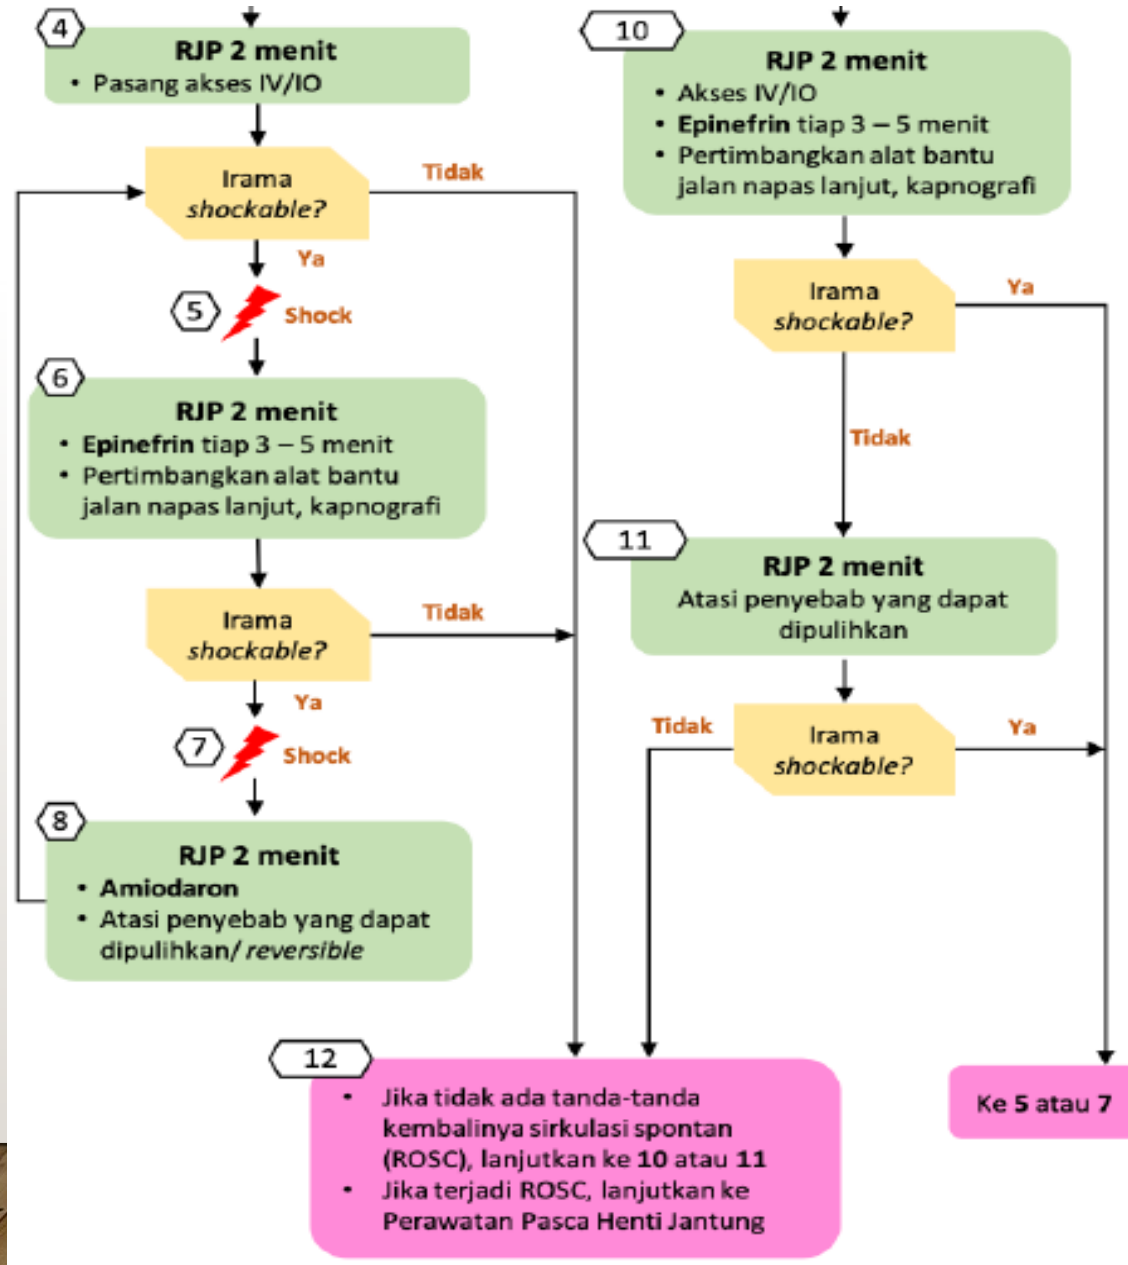 4
RJP 2 menit
• Pasang akses IV/IO
Irama
shockable?
Tidak
Ya
5
Shock
6
RJP 2 menit
• Epinefrin tiap 3 – 5 menit
• Pertimbangkan alat bantu
jalan napas lanjut, kapnografi
Irama
shockable?
Tidak
Ya
7
Shock
8
RJP 2 menit
• Amiodaron
• Atasi penyebab yang dapat
dipulihkan/ reversible
10
RJP 2 menit
• Akses IV/IO
• Epinefrin tiap 3 – 5 menit
• Pertimbangkan alat bantu
jalan napas lanjut, kapnografi
Irama
shockable?
Ya
Tidak
11
RJP 2 menit
Atasi penyebab yang dapat
dipulihkan
Tidak
Irama
shockable?
Ya
12
• Jika tidak ada tanda-tanda
kembalinya sirkulasi spontan
(ROSC), lanjutkan ke 10 atau 11
• Jika terjadi ROSC, lanjutkan ke
Perawatan Pasca Henti Jantung
Ke 5 atau 7